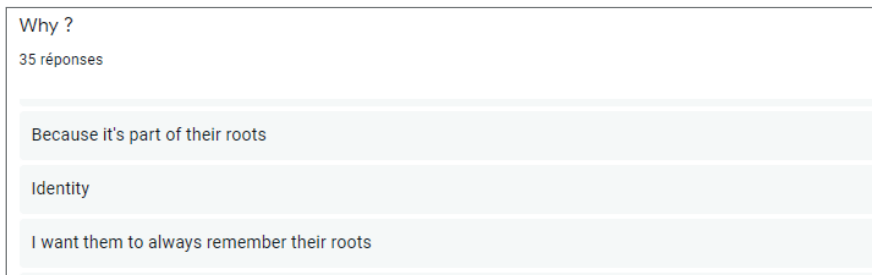 Why ?
35 réponses
Because it's part of their roots
Identity
I want them to always remember their roots